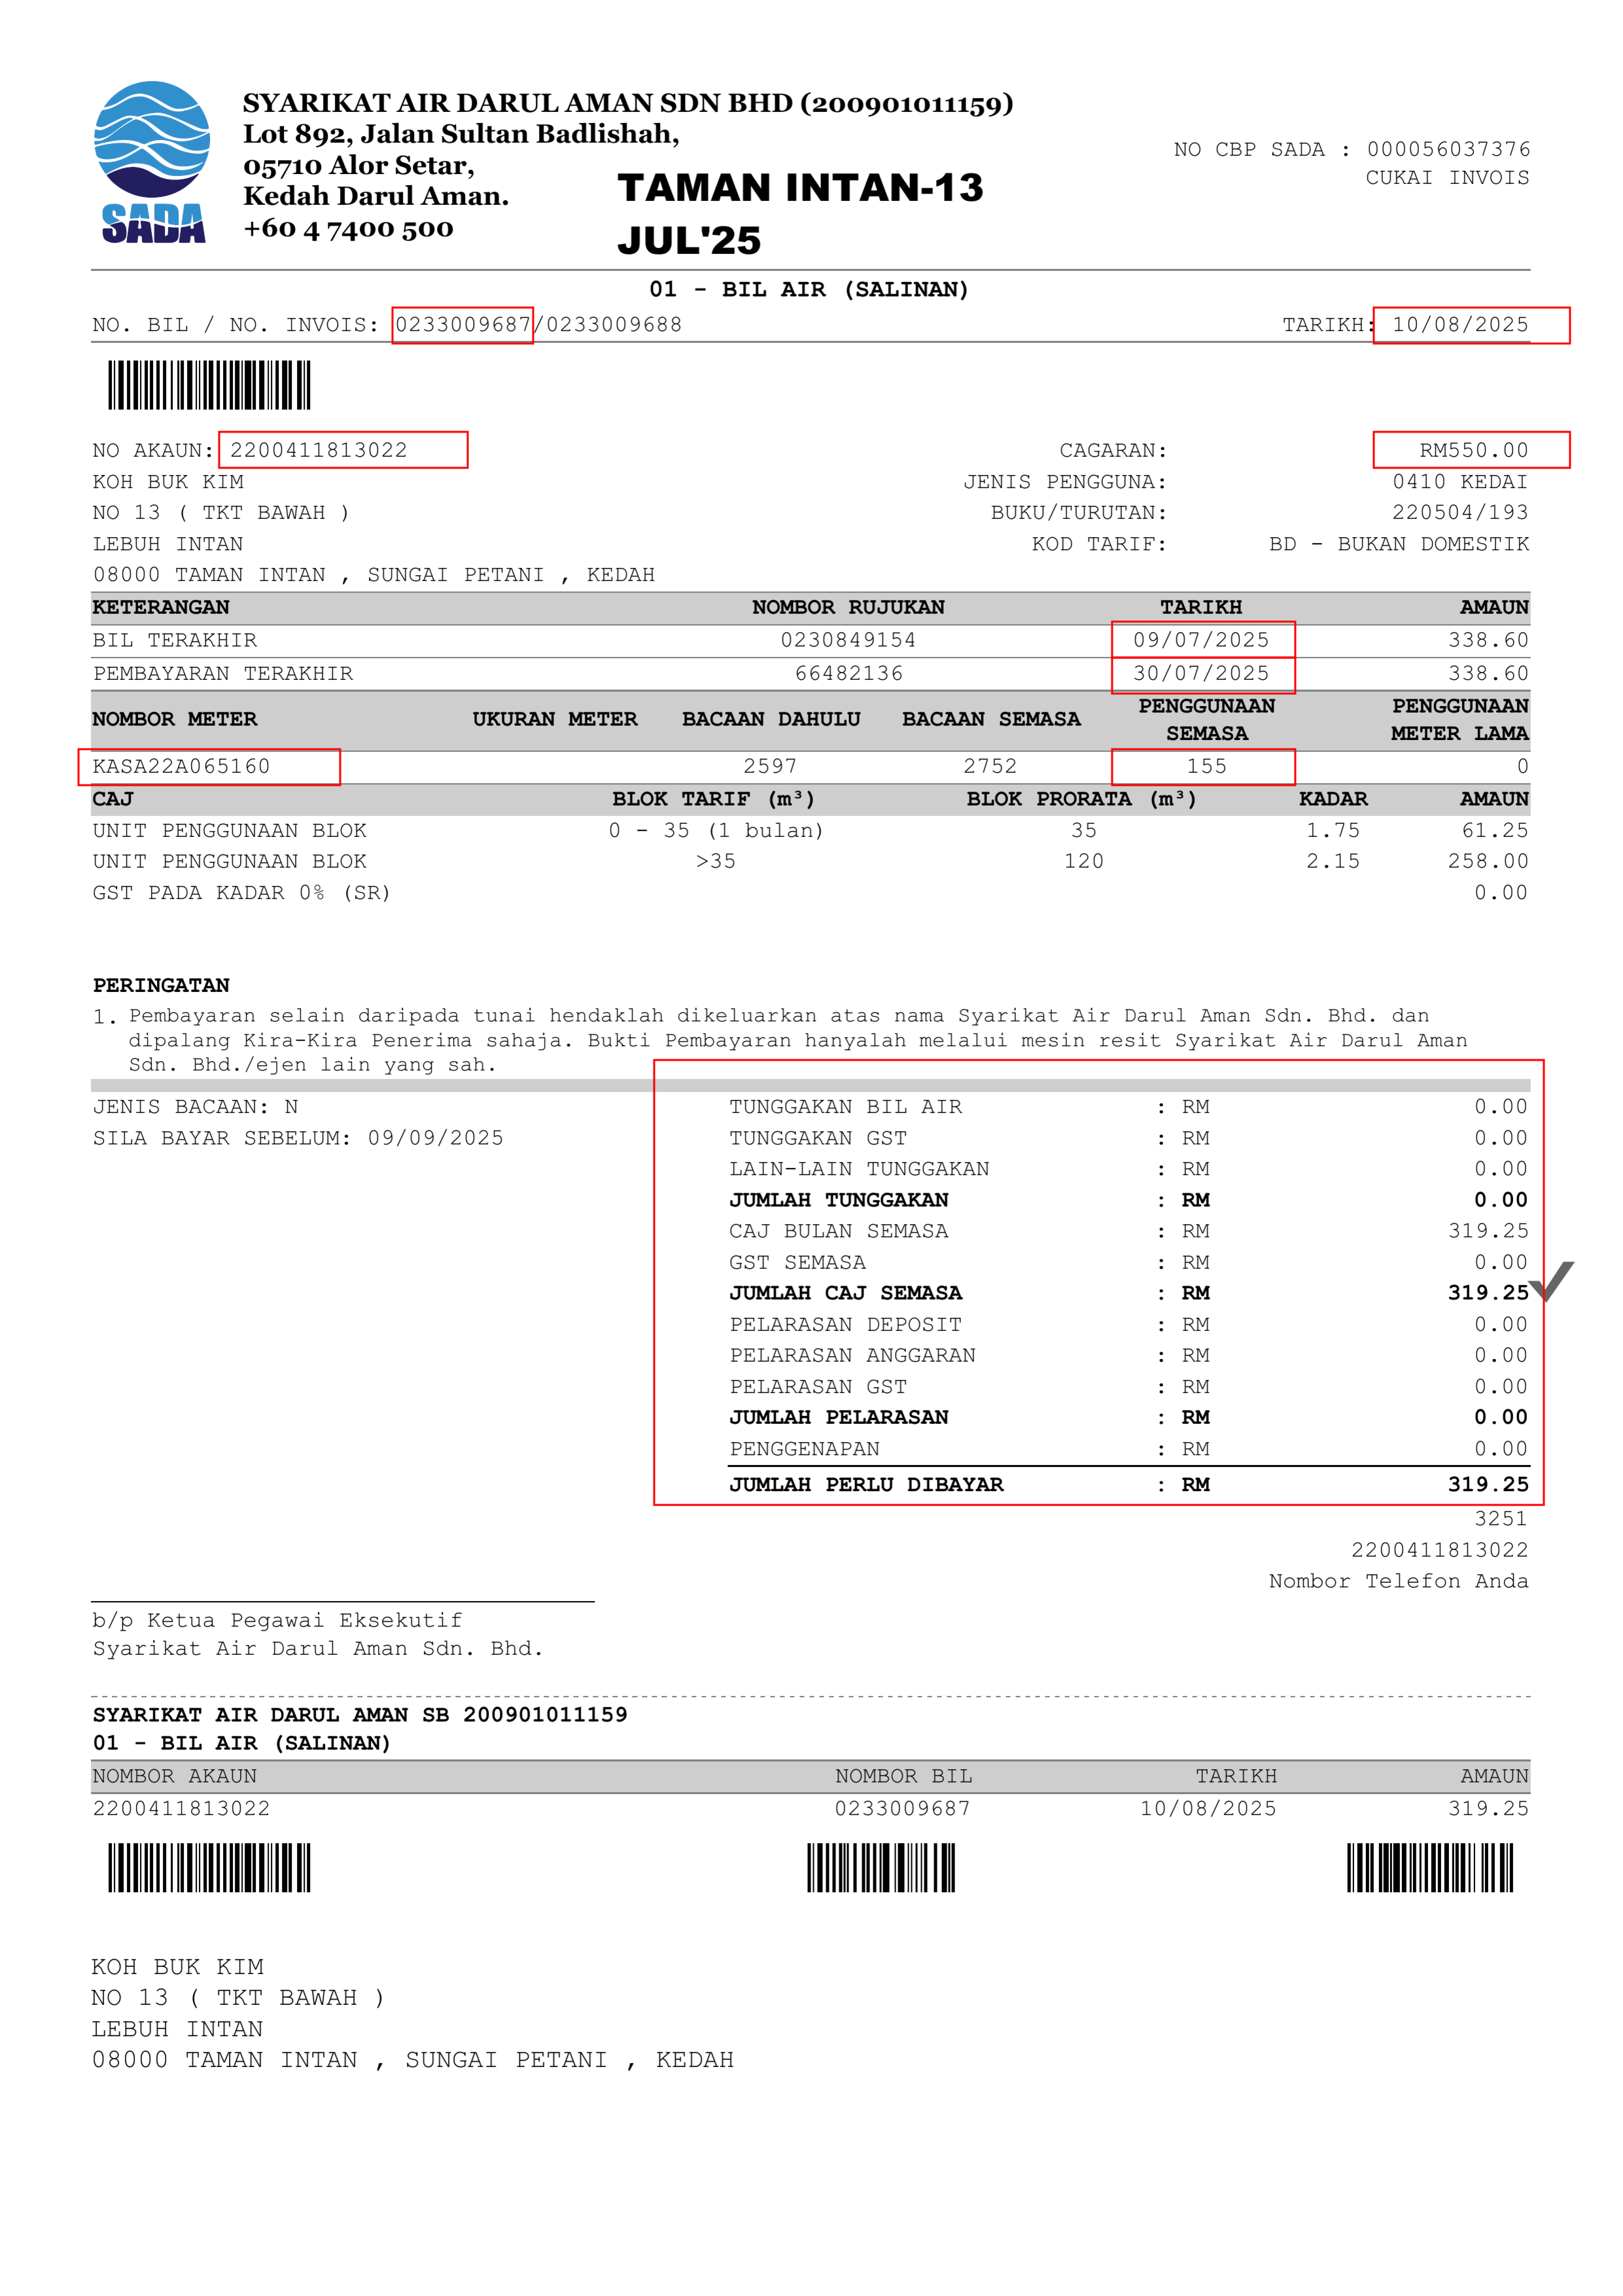 SADA
SYARIKAT AIR DARUL AMAN SDN BHD (200901011159)
Lot 892, Jalan Sultan Badlishah,
05710 Alor Setar,
Kedah Darul Aman.
+60 4 7400 500
TAMAN INTAN-13
JUL'25
NO CBP SADA : 000056037376
CUKAI INVOIS
01 - BIL AIR (SALINAN)
NO. BIL / NO. INVOIS: 0233009687/0233009688 TARIKH: 10/08/2025
NO AKAUN: 2200411813022 CAGARAN: RM550.00
KOH BUK KIM JENIS PENGGUNA: 0410 KEDAI
NO 13 ( TKT BAWAH ) BUKU/TURUTAN: 220504/193
LEBUH INTAN KOD TARIF: BD - BUKAN DOMESTIK
08000 TAMAN INTAN , SUNGAI PETANI , KEDAH
KETERANGAN NOMBOR RUJUKAN TARIKH AMAUN
BIL TERAKHIR 0230849154 09/07/2025 338.60
PEMBAYARAN TERAKHIR 66482136 30/07/2025 338.60
NOMBOR METER UKURAN METER BACAAN DAHULU BACAAN SEMASA PENGGUNAAN SEMASA PENGGUNAAN METER LAMA
KASA22A065160 2597 2752 155 0
CAJ BLOK TARIF (m³) BLOK PRORATA (m³) KADAR AMAUN
UNIT PENGGUNAAN BLOK 0 - 35 (1 bulan) 35 1.75 61.25
UNIT PENGGUNAAN BLOK >35 120 2.15 258.00
GST PADA KADAR 0% (SR) 0.00
PERINGATAN
1. Pembayaran selain daripada tunai hendaklah dikeluarkan atas nama Syarikat Air Darul Aman Sdn. Bhd. dan
dipalang Kira-Kira Penerima sahaja. Bukti Pembayaran hanyalah melalui mesin resit Syarikat Air Darul Aman
Sdn. Bhd./ejen lain yang sah.
JENIS BACAAN: N
SILA BAYAR SEBELUM: 09/09/2025
TUNGGAKAN BIL AIR : RM 0.00
TUNGGAKAN GST : RM 0.00
LAIN-LAIN TUNGGAKAN : RM 0.00
JUMLAH TUNGGAKAN : RM 0.00
CAJ BULAN SEMASA : RM 319.25
GST SEMASA : RM 0.00
JUMLAH CAJ SEMASA : RM 319.25
PELARASAN DEPOSIT : RM 0.00
PELARASAN ANGGARAN : RM 0.00
PELARASAN GST : RM 0.00
JUMLAH PELARASAN : RM 0.00
PENGGENAPAN : RM 0.00
JUMLAH PERLU DIBAYAR : RM 319.25
3251
2200411813022
Nombor Telefon Anda
b/p Ketua Pegawai Eksekutif
Syarikat Air Darul Aman Sdn. Bhd.
SYARIKAT AIR DARUL AMAN SB 200901011159
01 - BIL AIR (SALINAN)
NOMBOR AKAUN NOMBOR BIL TARIKH AMAUN
2200411813022 0233009687 10/08/2025 319.25
KOH BUK KIM
NO 13 ( TKT BAWAH )
LEBUH INTAN
08000 TAMAN INTAN , SUNGAI PETANI , KEDAH